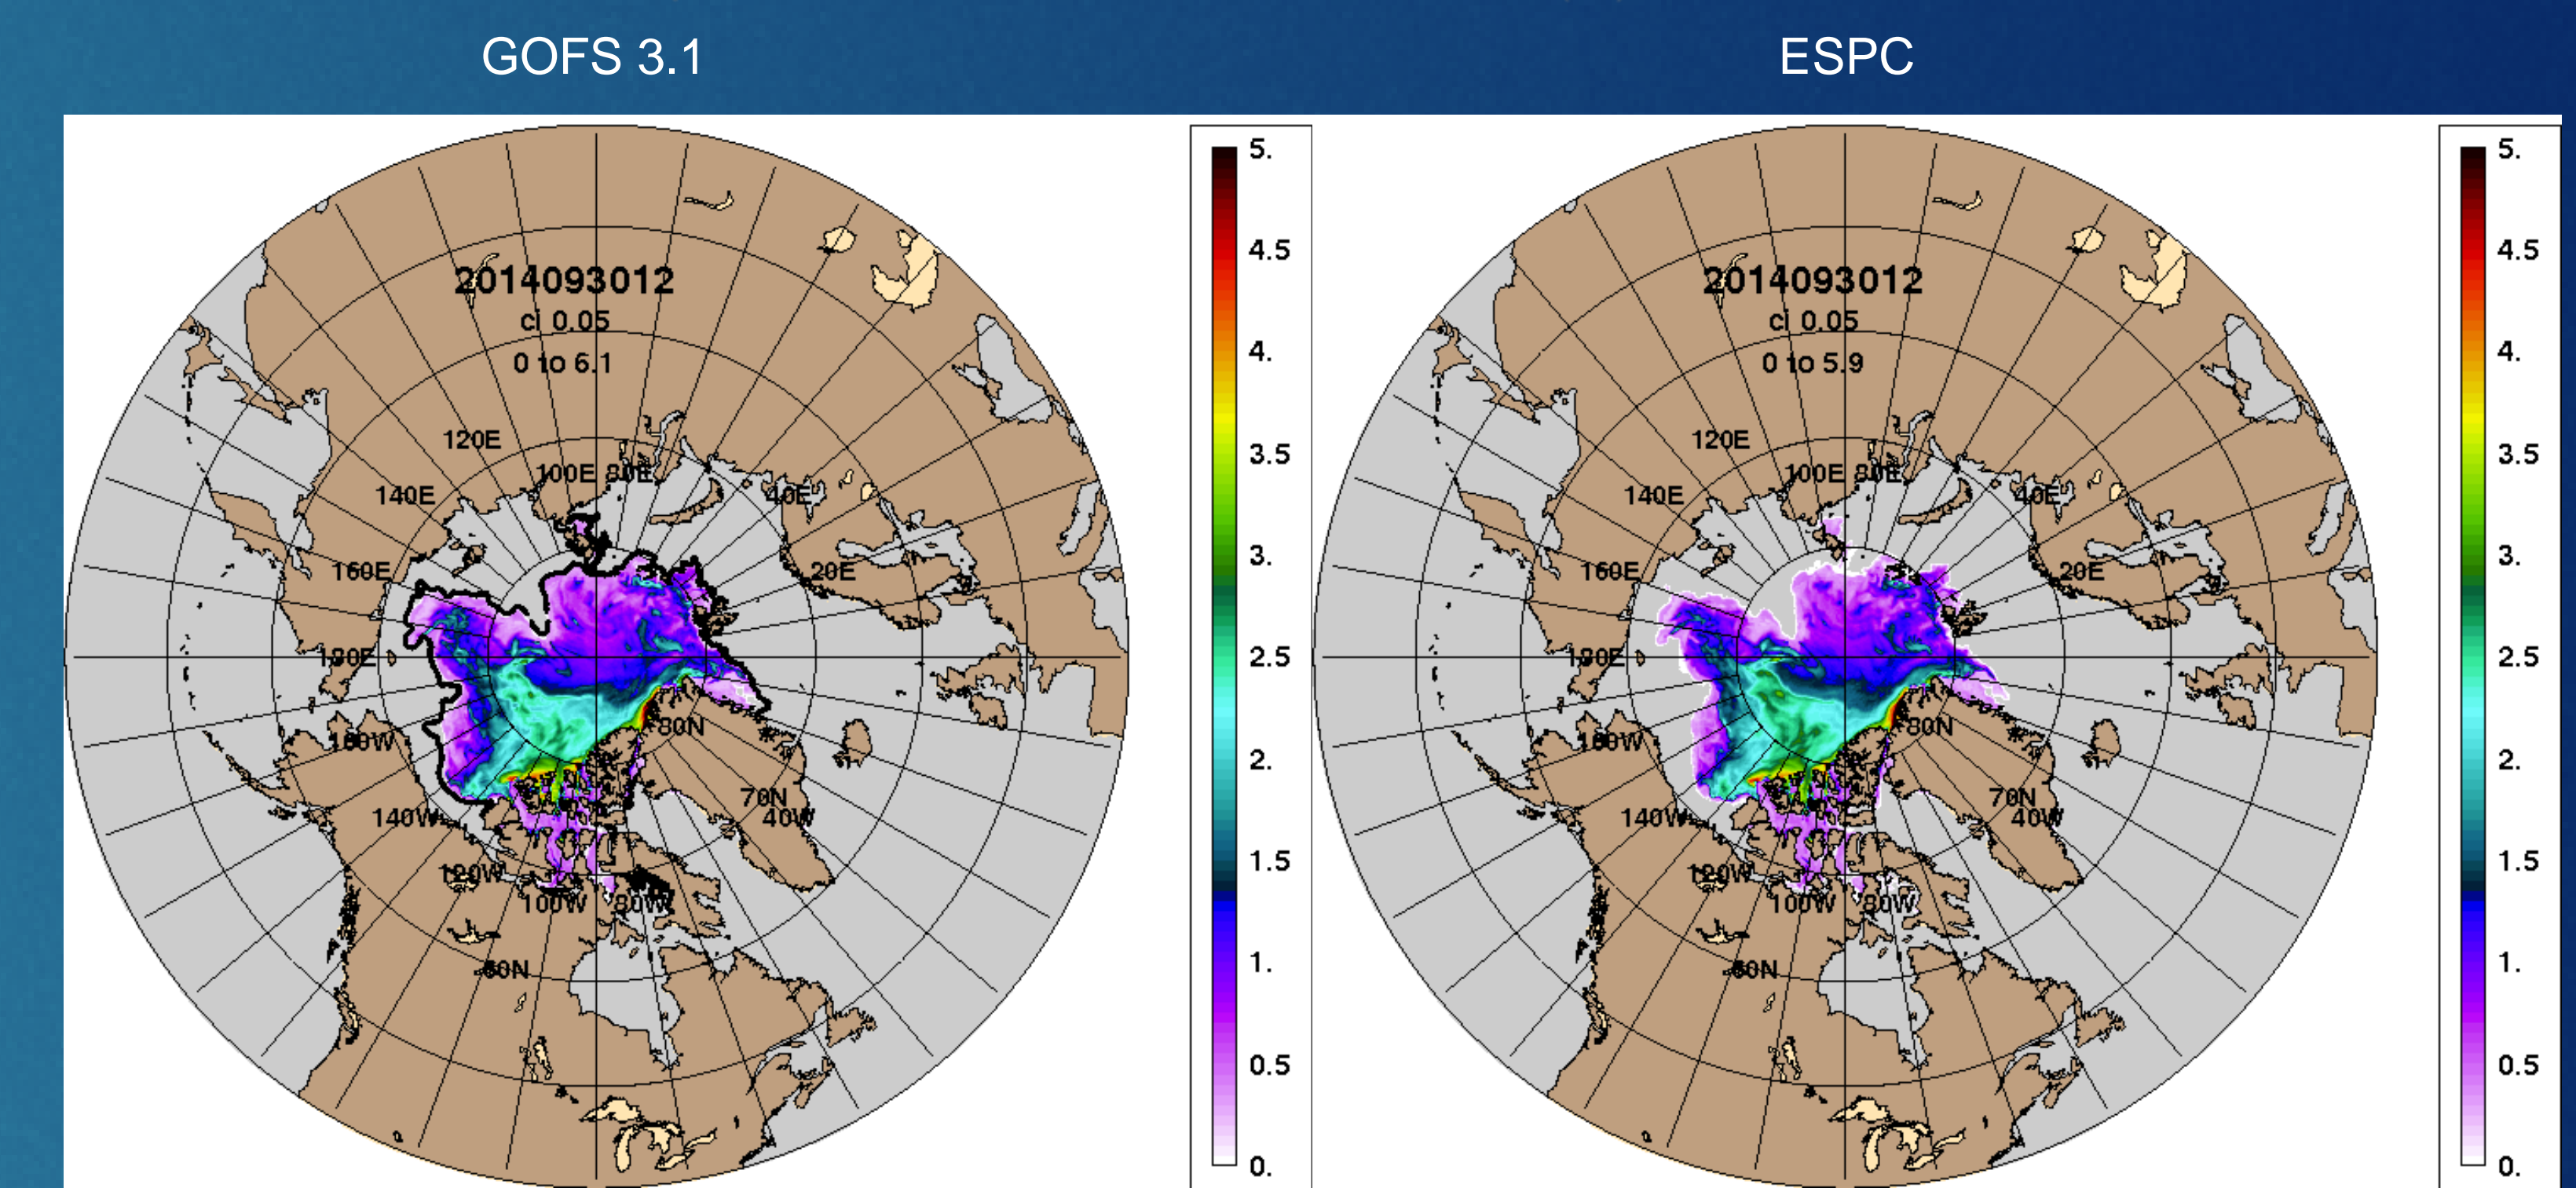 GOFS 3.1
ESPC
2014093012
ci 0.05
0 to 6.1
120E
100E 80E
140E
40E
160E
20E
180E
80N
160W
70N
140W
40W
120W
100W
80W
60N
5.
4.5
4.
3.5
3.
2.5
2.
1.5
1.
0.5
0.
2014093012
ci 0.05
0 to 5.9
120E
100E 80E
140E
40E
160E
20E
180E
80N
160W
70N
140W
40W
120W
100W
80W
60N
5.
4.5
4.
3.5
3.
2.5
2.
1.5
1.
0.5
0.